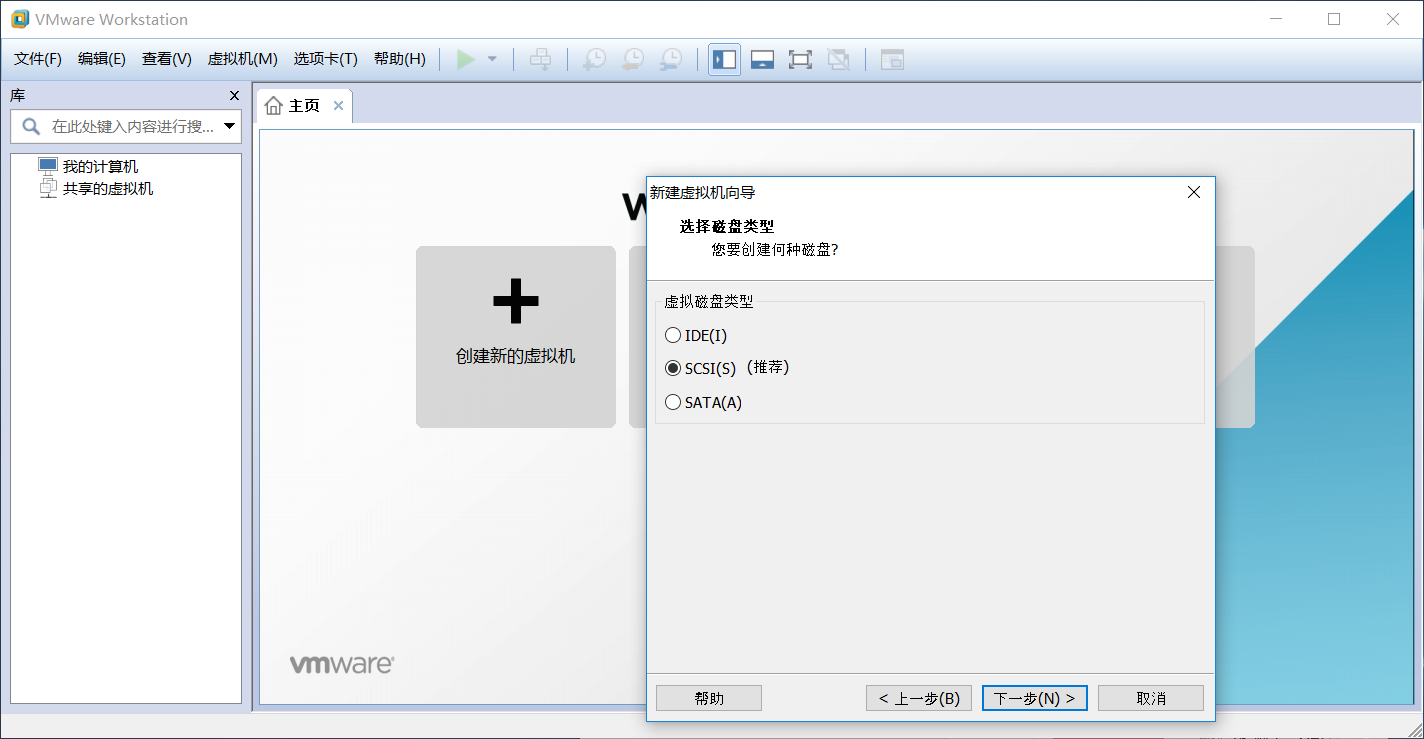 VMware Workstation
文件(F) 编辑(E) 查看(V) 虚拟机(M) 选项卡(T) 帮助(H)
库
主页
在此处键入内容进行搜...
我的计算机
共享的虚拟机
新建虚拟机向导
选择磁盘类型
您要创建何种磁盘?
创建新的虚拟机
虚拟磁盘类型
IDE(I)
SCSI(S) (推荐)
SATA(A)
vmware
帮助 < 上一步(B) 下一步(N) > 取消